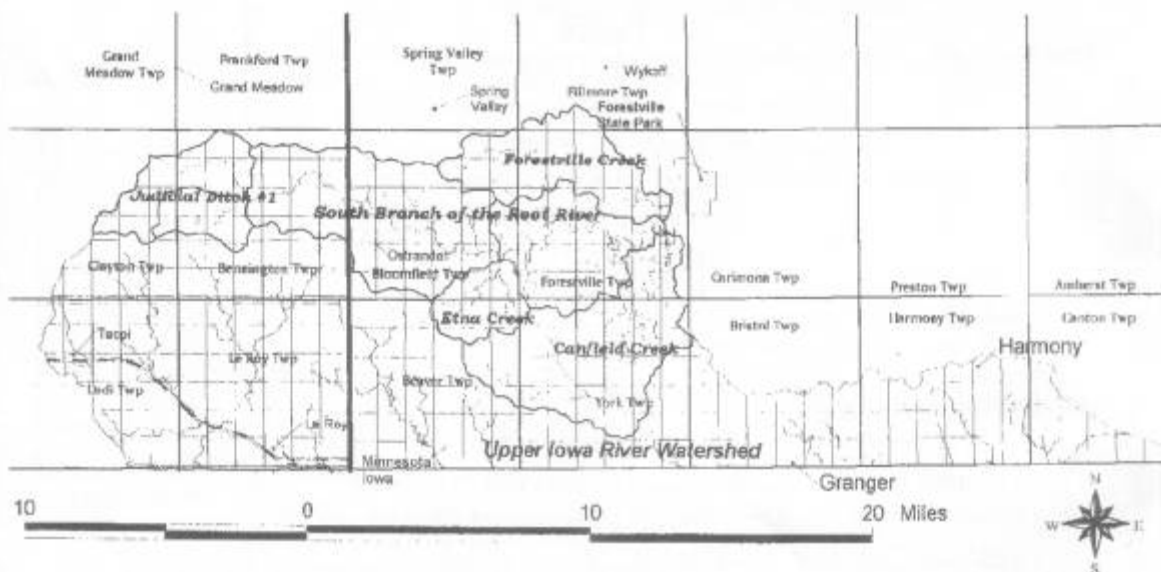 Grand
Meadow Twp
Frankford Twp
Grand Meadow
Spring Valley
Twp
Spring
Valley
Wykoff
Fillmore Twp
Forestville
State Park
Forestville Creek
Judicial Ditch #1
South Branch of the Root River
Clayton Twp
Bennington Twp
Ostrander
Bloomfield Twp
Forestville Twp
Carimona Twp
Preston Twp
Amherst Twp
Etna Creek
Bristol Twp
Harmony Twp
Canton Twp
Taopi
Le Roy Twp
Canfield Creek
Harmony
Lodi Twp
Beaver Twp
York Twp
Le Roy
Upper Iowa River Watershed
Minnesota
Iowa
Granger
10 0 10 20 Miles
N
W E
S